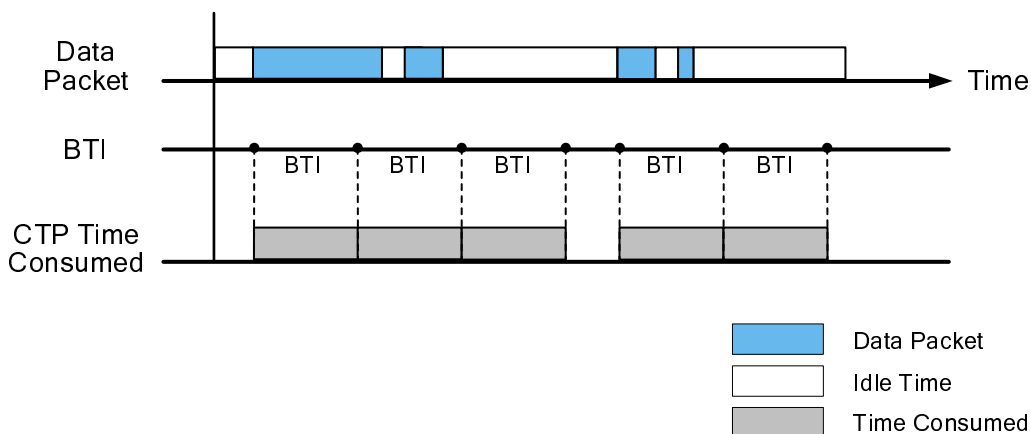 Data
Packet
Time
BTI
BTI
BTI
BTI
BTI
BTI
CTP Time
Consumed
Data Packet
Idle Time
Time Consumed